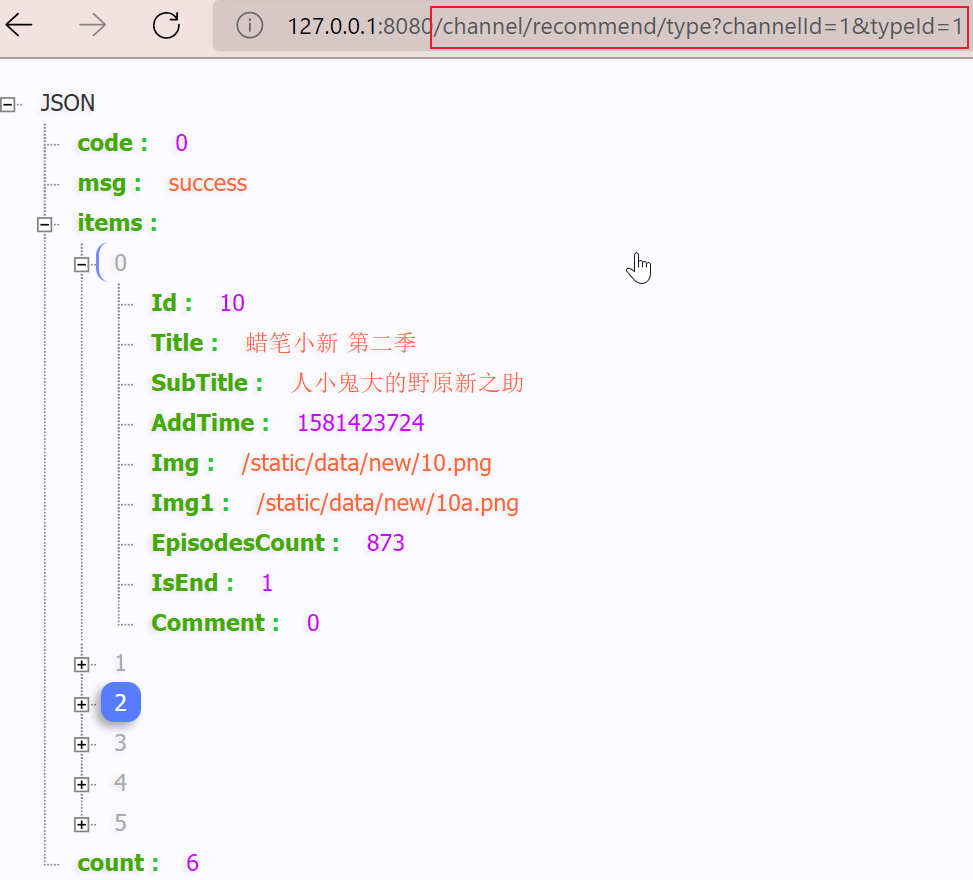 127.0.0.1:8080/channel/recommend/type?channelId=1&typeId=1
JSON
code : 0
msg : success
items :
0
Id : 10
Title : 蜡笔小新 第二季
SubTitle : 人小鬼大的野原新之助
AddTime : 1581423724
Img : /static/data/new/10.png
Img1 : /static/data/new/10a.png
EpisodesCount : 873
IsEnd : 1
Comment : 0
1
2
3
4
5
count : 6